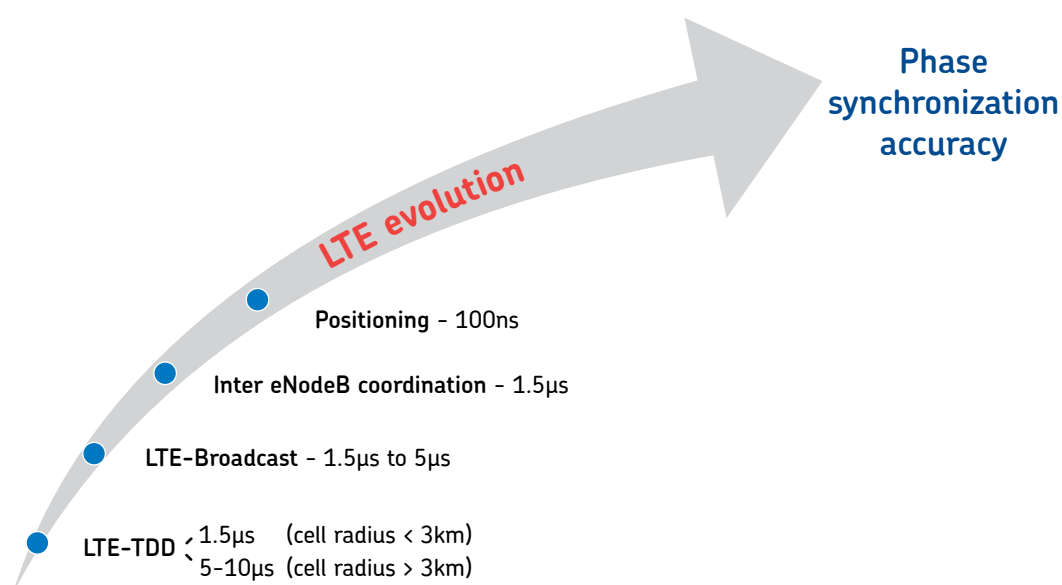 Phase
synchronization
accuracy
LTE evolution
Positioning - 100ns
Inter eNodeB coordination - 1.5µs
LTE-Broadcast - 1.5µs to 5µs
LTE-TDD
1.5µs (cell radius < 3km)
5-10µs (cell radius > 3km)